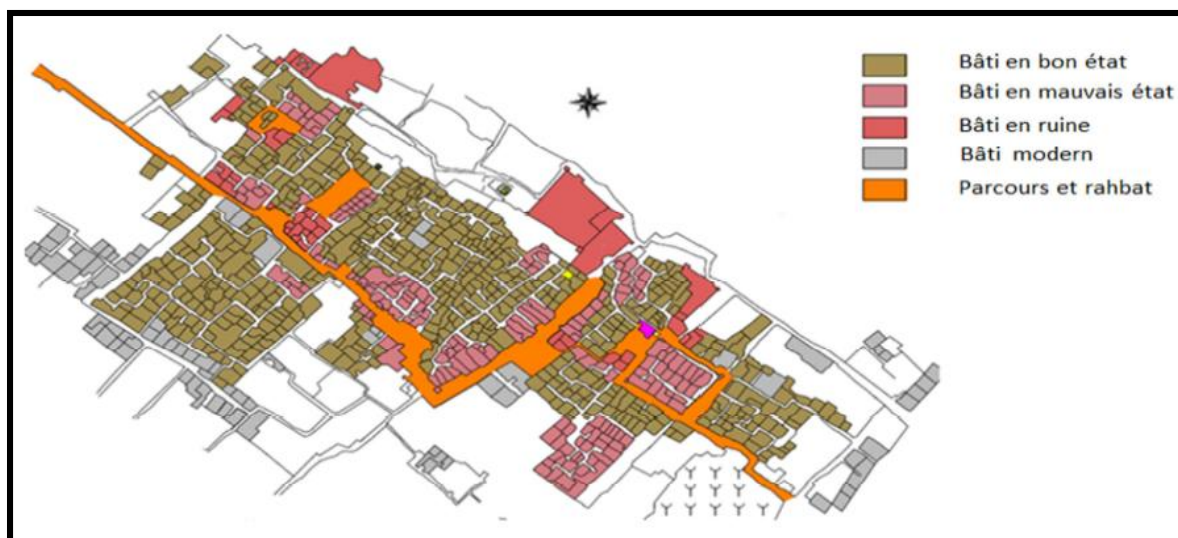 Bâti en bon état
Bâti en mauvais état
Bâti en ruine
Bâti modern
Parcours et rahbat